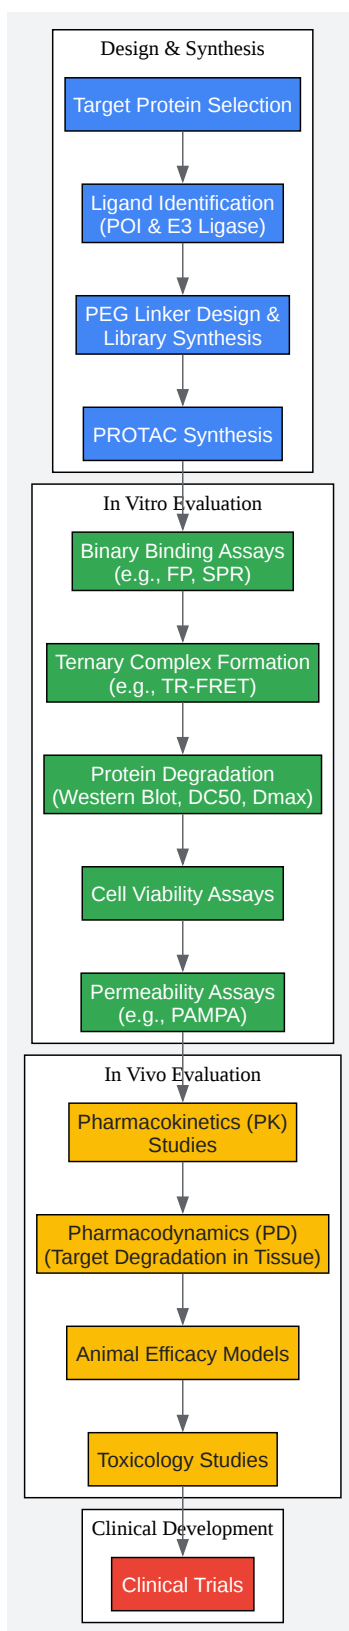 Design & Synthesis
Target Protein Selection
Ligand Identification
(POI & E3 Ligase)
PEG Linker Design &
Library Synthesis
PROTAC Synthesis
In Vitro Evaluation
Binary Binding Assays
(e.g., FP, SPR)
Ternary Complex Formation
(e.g., TR-FRET)
Protein Degradation
(Western Blot, DC50, Dmax)
Cell Viability Assays
Permeability Assays
(e.g., PAMPA)
In Vivo Evaluation
Pharmacokinetics (PK)
Studies
Pharmacodynamics (PD)
(Target Degradation in Tissue)
Animal Efficacy Models
Toxicology Studies
Clinical Development
Clinical Trials